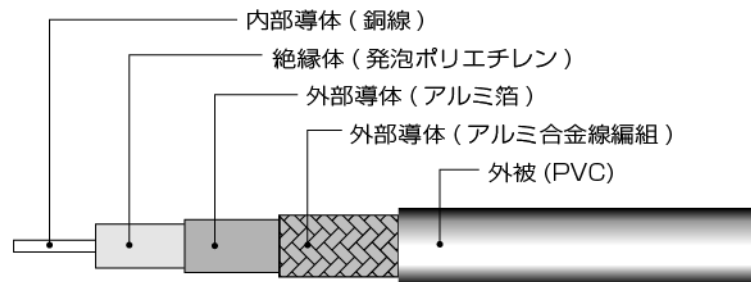 内部導体 ( 銅線 )
絶縁体 ( 発泡ポリエチレン )
外部導体 ( アルミ箔 )
外部導体 ( アルミ合金線編組 )
外被 (PVC)